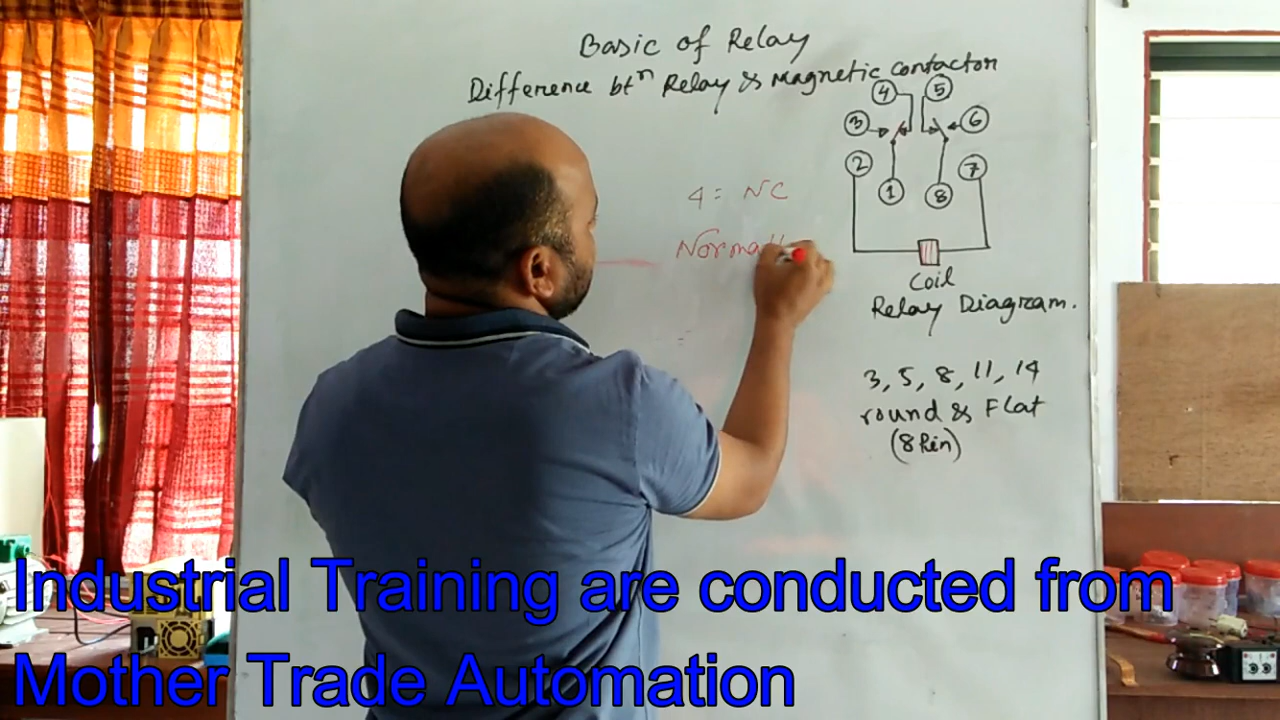 Basic of Relay
Difference btⁿ Relay & Magnetic contactor
4 5
3 6
2 7
1 8
4 = NC
Normall
Coil
Relay Diagram.
3, 5, 8, 11, 14
round & Flat
(8 Pin)
Industrial Training are conducted from
Mother Trade Automation